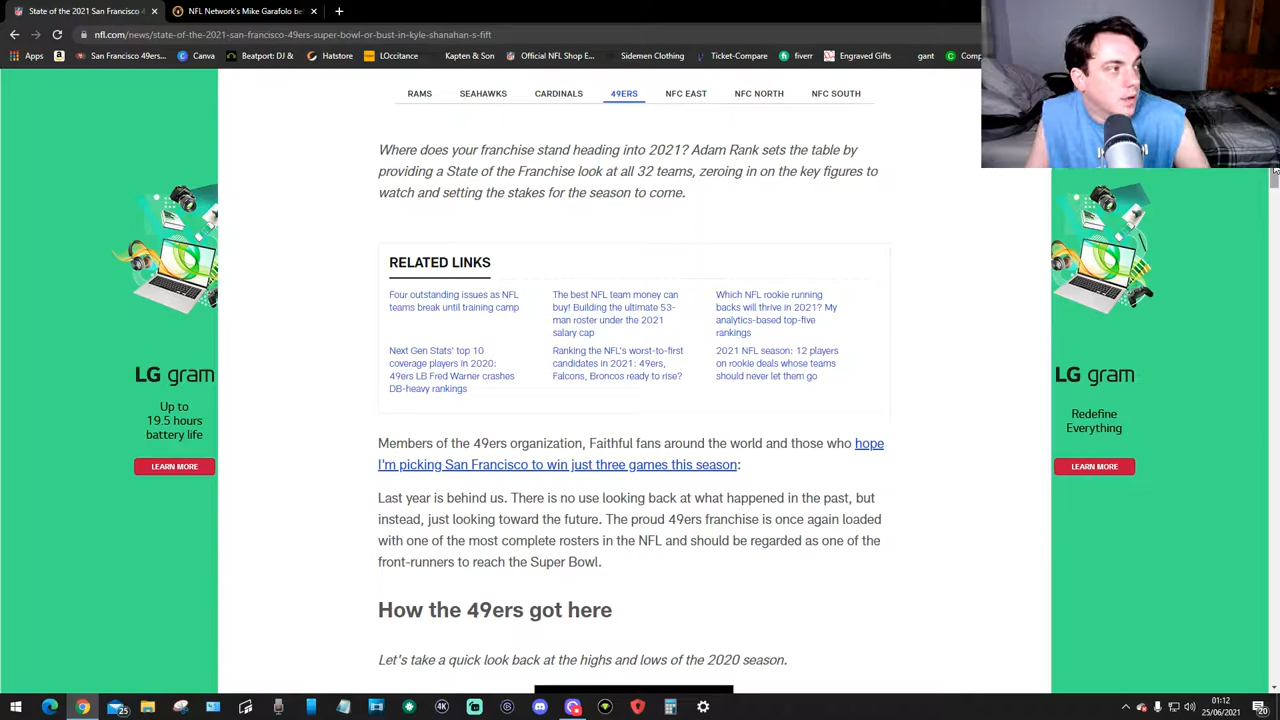 State of the 2021 San Francisco 4
NFL Network's Mike Garafolo be
nfl.com/news/state-of-the-2021-san-francisco-49ers-super-bowl-or-bust-in-kyle-shanahan-s-fift
Apps
San Francisco 49ers...
Canva
Beatport: DJ &
Hatstore
LOccitance
Kapten & Son
Official NFL Shop E...
Sidemen Clothing
Ticket-Compare
fiverr
Engraved Gifts
gant
Comp
RAMS
SEAHAWKS
CARDINALS
49ERS
NFC EAST
NFC NORTH
NFC SOUTH
Where does your franchise stand heading into 2021? Adam Rank sets the table by
providing a State of the Franchise look at all 32 teams, zeroing in on the key figures to
watch and setting the stakes for the season to come.
RELATED LINKS
Four outstanding issues as NFL
teams break until training camp
The best NFL team money can
buy! Building the ultimate 53-
man roster under the 2021
salary cap
Which NFL rookie running
backs will thrive in 2021? My
analytics-based top-five
rankings
Next Gen Stats' top 10
coverage players in 2020:
49ers LB Fred Warner crashes
DB-heavy rankings
Ranking the NFL's worst-to-first
candidates in 2021: 49ers,
Falcons, Broncos ready to rise?
2021 NFL season: 12 players
on rookie deals whose teams
should never let them go
Members of the 49ers organization, Faithful fans around the world and those who hope
I'm picking San Francisco to win just three games this season:
Last year is behind us. There is no use looking back at what happened in the past, but
instead, just looking toward the future. The proud 49ers franchise is once again loaded
with one of the most complete rosters in the NFL and should be regarded as one of the
front-runners to reach the Super Bowl.
How the 49ers got here
Let's take a quick look back at the highs and lows of the 2020 season.
LG gram
Up to
19.5 hours
battery life
LEARN MORE
LG gram
Redefine
Everything
LEARN MORE
25
4K
01:12
25/06/2021
20